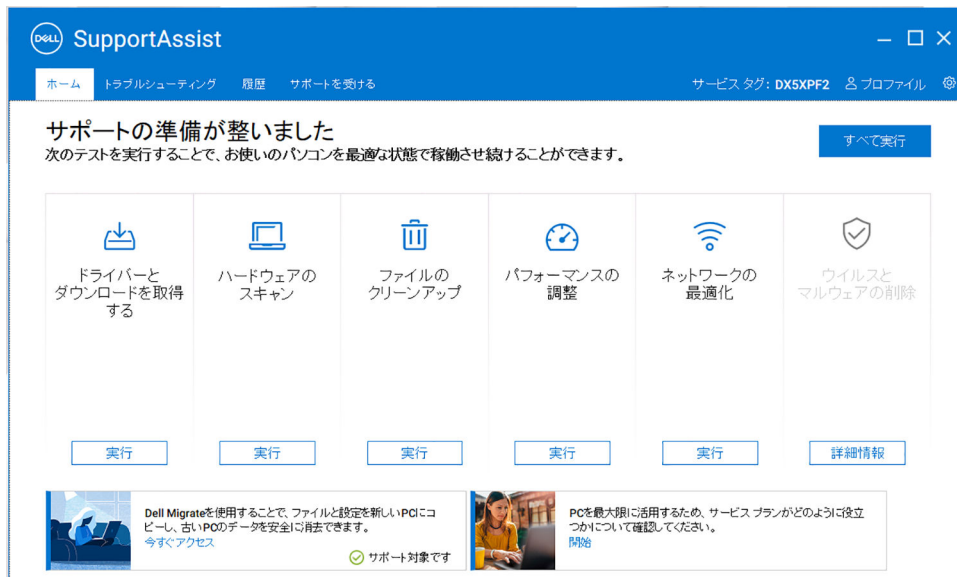 DELL SupportAssist
ホーム トラブルシューティング 履歴 サポートを受ける サービス タグ: DX5XPF2 プロファイル
サポートの準備が整いました
次のテストを実行することで、お使いのパソコンを最適な状態で稼働させ続けることができます。
すべて実行
ドライバーと
ダウンロードを取得
する
実行
ハードウェアの
スキャン
実行
ファイルの
クリーンアップ
実行
パフォーマンスの
調整
実行
ネットワークの
最適化
実行
ウイルスと
マルウェアの削除
詳細情報
Dell Migrateを使用することで、ファイルと設定を新しいPCにコ
ピーし、古いPCのデータを安全に消去できます。
今すぐアクセス
サポート対象です
PCを最大限に活用するため、サービス プランがどのように役立
つかについて確認してください。
開始